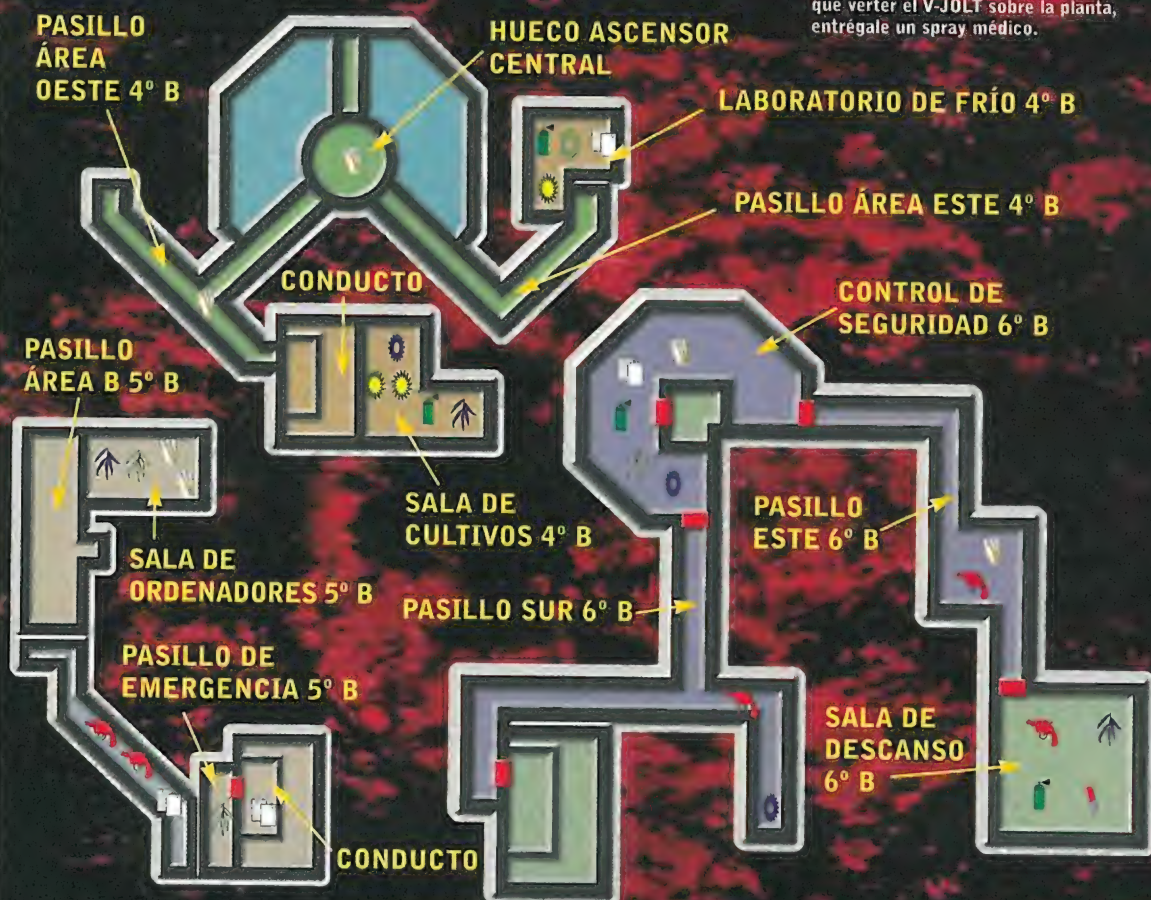 que verter el V-JOLT sobre la planta,
entrégale un spray médico.
PASILLO
ÁREA
OESTE 4º B
HUECO ASCENSOR
CENTRAL
LABORATORIO DE FRÍO 4º B
PASILLO ÁREA ESTE 4º B
CONDUCTO
CONTROL DE
SEGURIDAD 6º B
PASILLO
ÁREA B 5º B
SALA DE
CULTIVOS 4º B
PASILLO
ESTE 6º B
SALA DE
ORDENADORES 5º B
PASILLO SUR 6º B
PASILLO DE
EMERGENCIA 5º B
SALA DE
DESCANSO
6º B
CONDUCTO